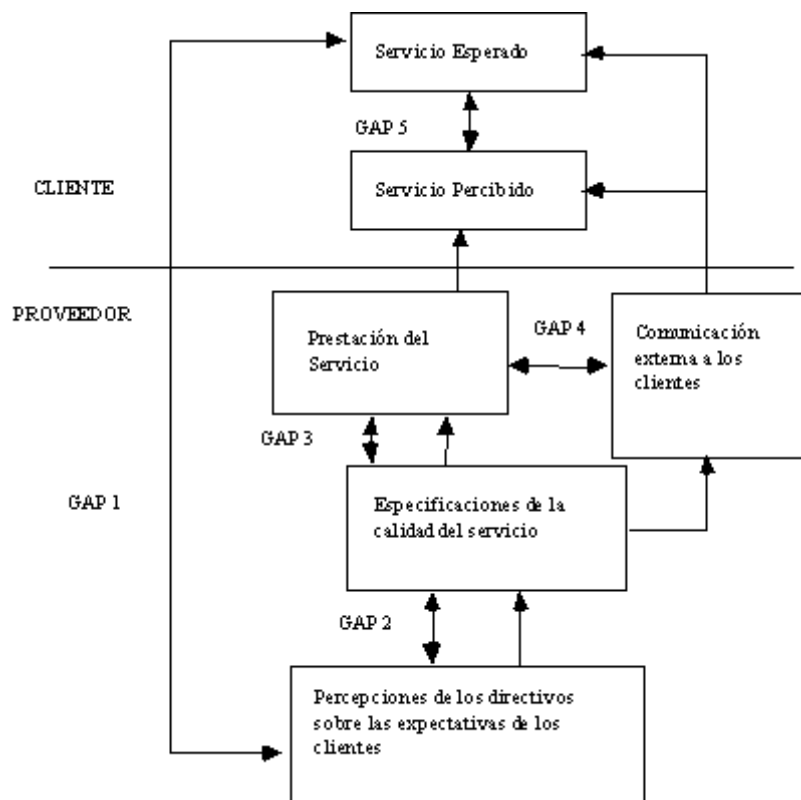 Servicio Esperado
GAP 5
Servicio Percibido
CLIENTE
PROVEEDOR
Prestación del
Servicio
GAP 4
Comunicación
externa a los
clientes
GAP 3
GAP 1
Especificaciones de la
calidad del servicio
GAP 2
Percepciones de los directivos
sobre las expectativas de los
clientes